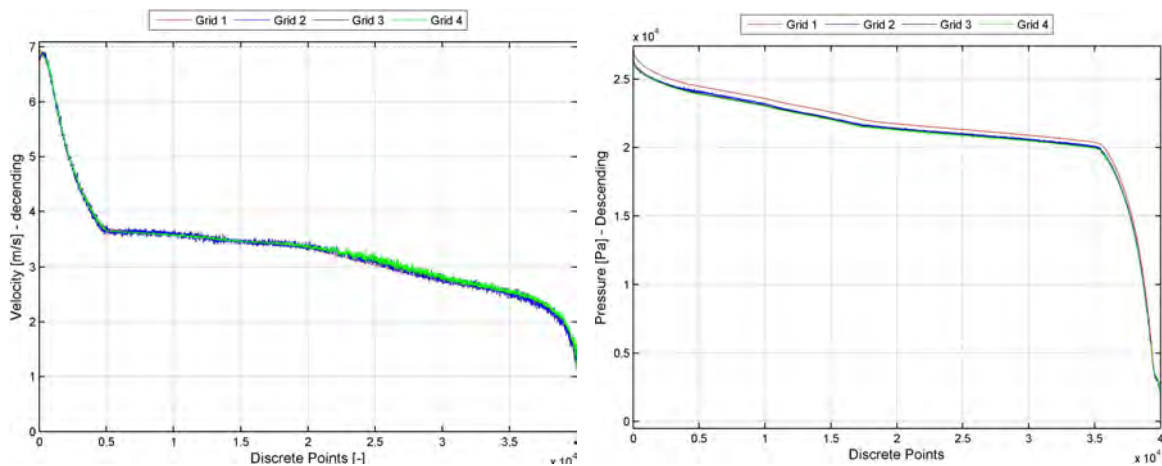 Grid 1 Grid 2 Grid 3 Grid 4
7
6
5
4
3
2
1
0
Velocity [m/s] - decending
0 0.5 1 1.5 2 2.5 3 3.5 40
Discrete Points [-]
x 10⁴
Grid 1 Grid 2 Grid 3 Grid 4
x 10⁴
2.5
2
1.5
1
0.5
0
Pressure [Pa] - Descending
0 0.5 1 1.5 2 2.5 3 3.5 40
Discrete Points
x 10⁴